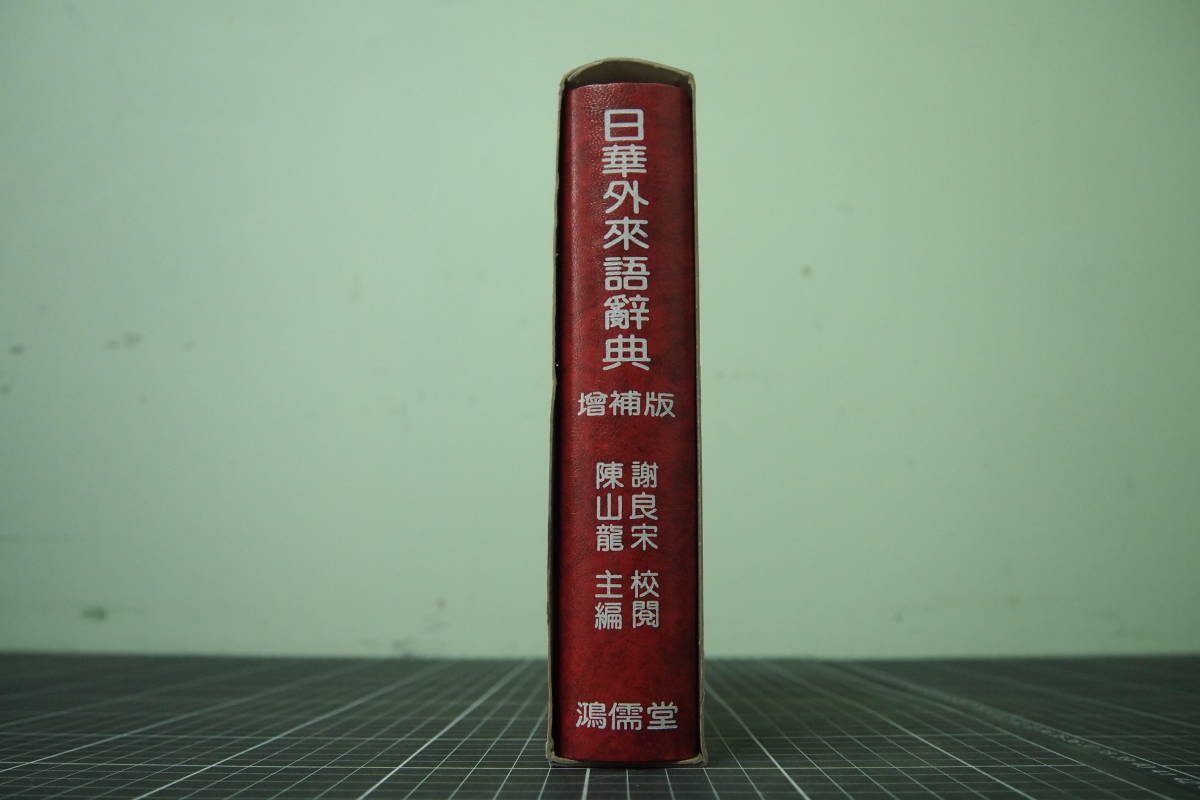 日華外來語辭典
增補版
謝良宋 校閱
陳山龍 主編
鴻儒堂